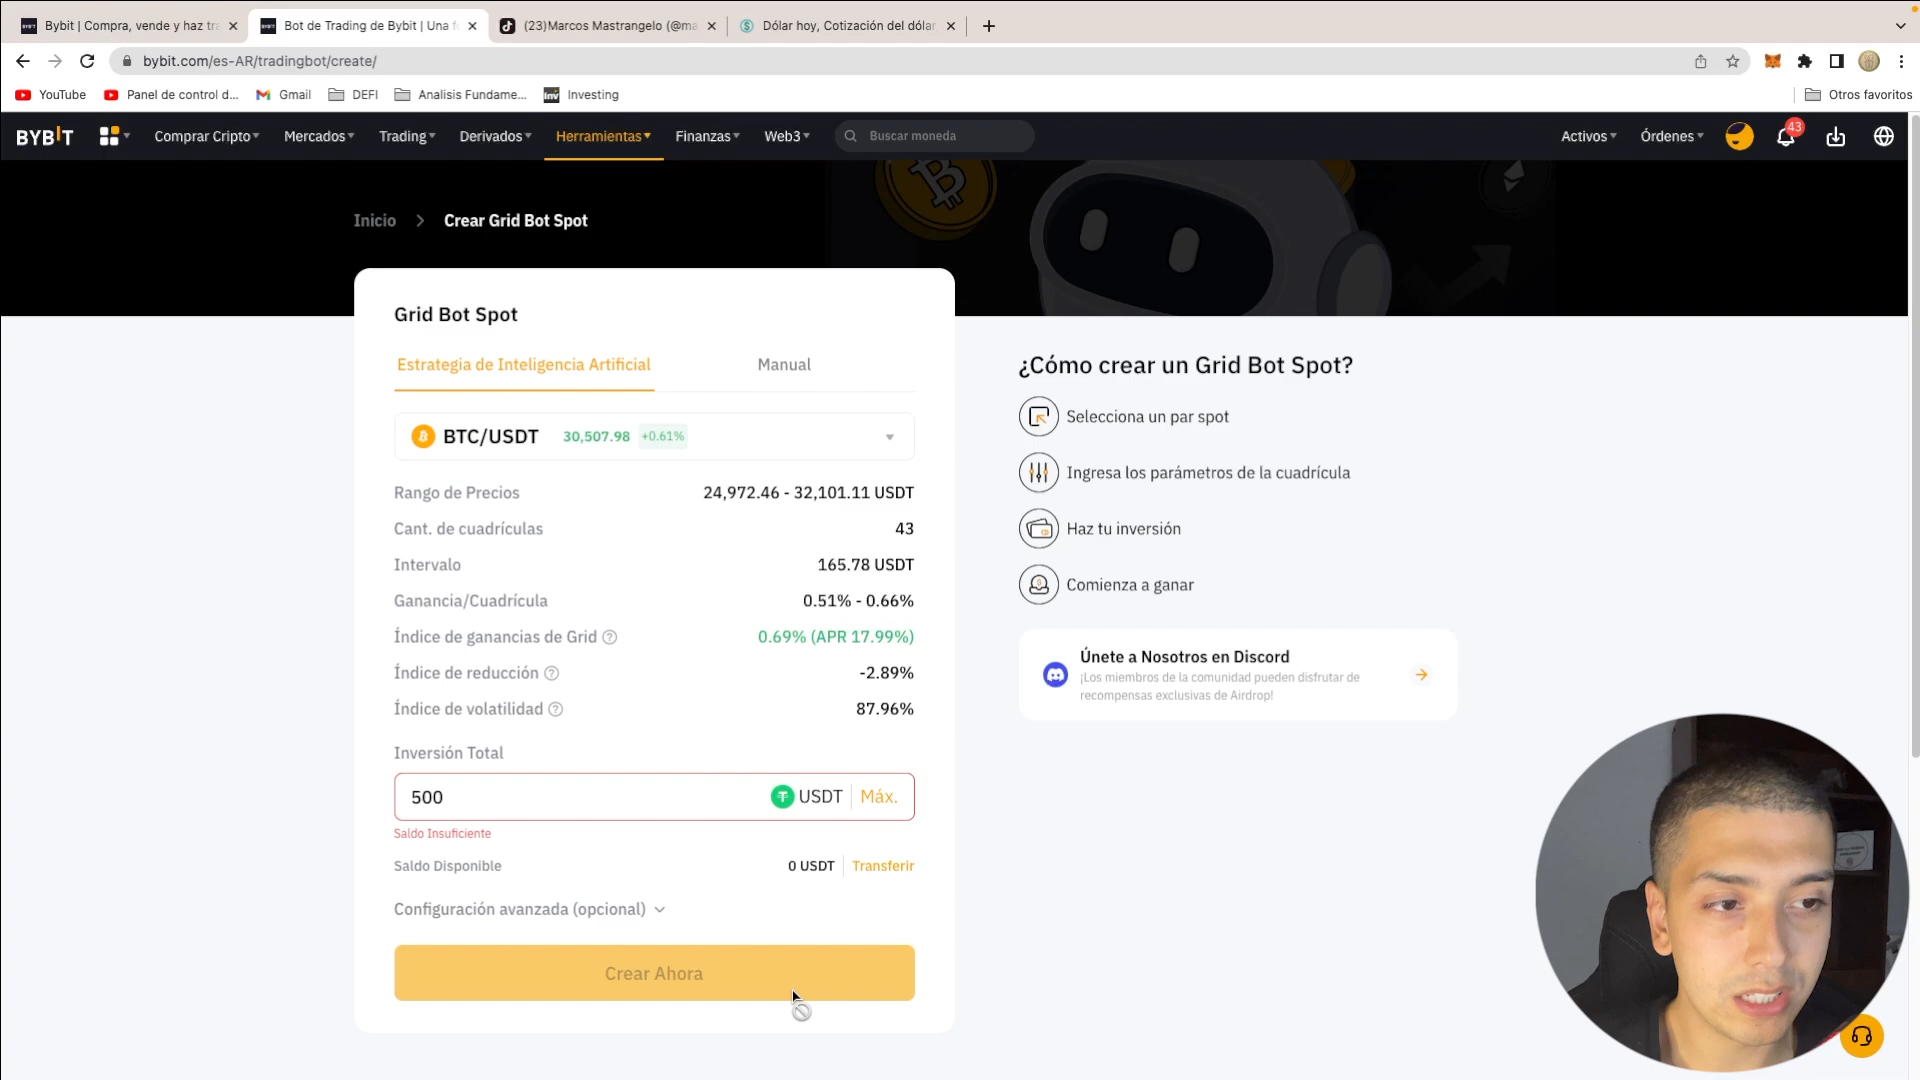 Bybit | Compra, vende y haz tra
Bot de Trading de Bybit | Una fo
(23)Marcos Mastrangelo (@ma
Dólar hoy, Cotización del dólar
bybit.com/es-AR/tradingbot/create/
YouTube
Panel de control d...
Gmail
DEFI
Analisis Fundame...
Investing
Otros favoritos
BYBIT
Comprar Cripto
Mercados
Trading
Derivados
Herramientas
Finanzas
Web3
Buscar moneda
Activos
Órdenes
43
Inicio > Crear Grid Bot Spot
Grid Bot Spot
Estrategia de Inteligencia Artificial
Manual
BTC/USDT 30,507.98 +0.61%
Rango de Precios 24,972.46 - 32,101.11 USDT
Cant. de cuadrículas 43
Intervalo 165.78 USDT
Ganancia/Cuadrícula 0.51% - 0.66%
Índice de ganancias de Grid 0.69% (APR 17.99%)
Índice de reducción -2.89%
Índice de volatilidad 87.96%
Inversión Total
500 USDT Máx.
Saldo Insuficiente
Saldo Disponible 0 USDT Transferir
Configuración avanzada (opcional)
Crear Ahora
¿Cómo crear un Grid Bot Spot?
Selecciona un par spot
Ingresa los parámetros de la cuadrícula
Haz tu inversión
Comienza a ganar
Únete a Nosotros en Discord
¡Los miembros de la comunidad pueden disfrutar de
recompensas exclusivas de Airdrop!